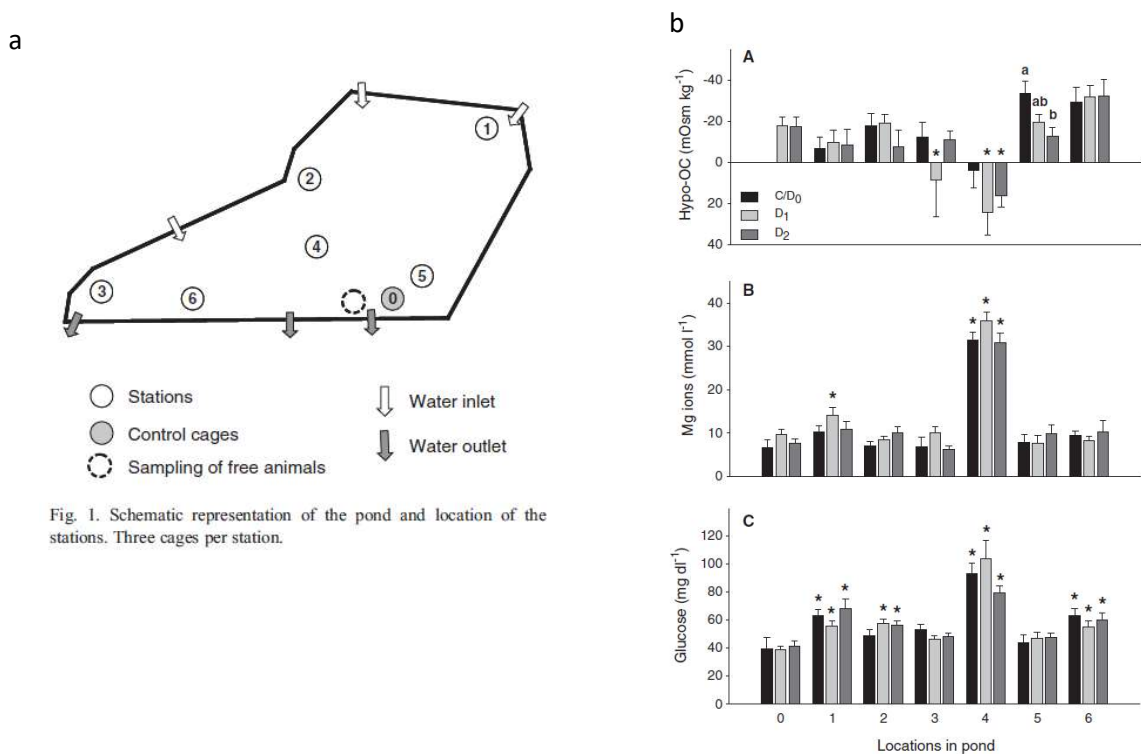 a
1
2
3
4
5
6
0
Stations
Control cages
Sampling of free animals
Water inlet
Water outlet
Fig. 1. Schematic representation of the pond and location of the
stations. Three cages per station.
b
A
Hypo-OC (mOsm kg⁻¹)
-40
-20
0
20
40
C/D₀
D₁
D₂
*
* *
a
ab
b
B
Mg ions (mmol l⁻¹)
40
30
20
10
0
*
* * *
C
Glucose (mg dl⁻¹)
120
100
80
60
40
20
0
* * *
* *
* * *
* * *
0 1 2 3 4 5 6
Locations in pond